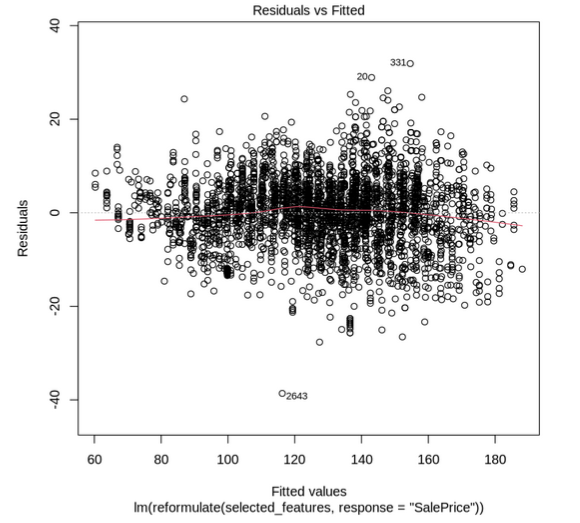 Residuals vs Fitted
40
20
0
-20
-40
Residuals
331
20
2643
60 80 100 120 140 160 180
Fitted values
lm(reformulate(selected_features, response = "SalePrice"))